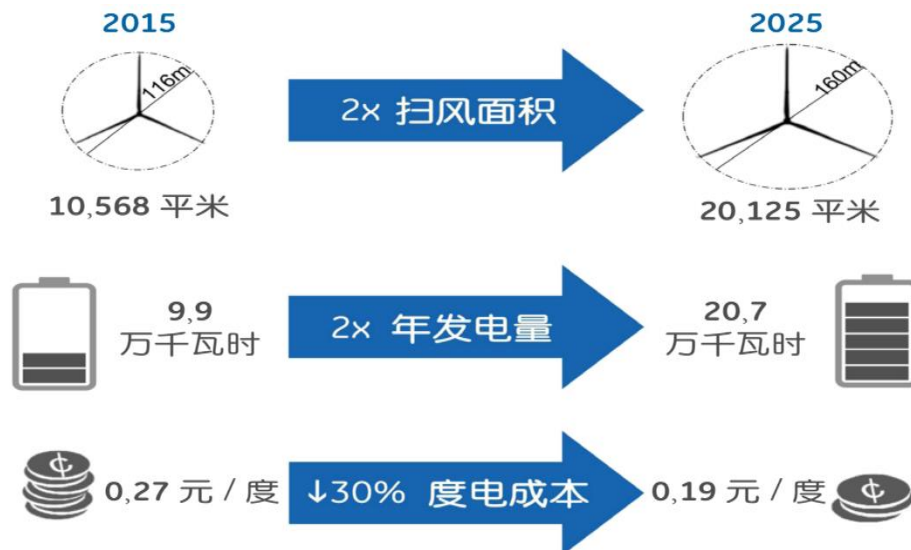 2015
2025
116m
2x 扫风面积
160m
10,568 平米
20,125 平米
9,9
万千瓦时
2x 年发电量
20,7
万千瓦时
¢
0,27 元 / 度
↓30% 度电成本
0,19 元 / 度
¢